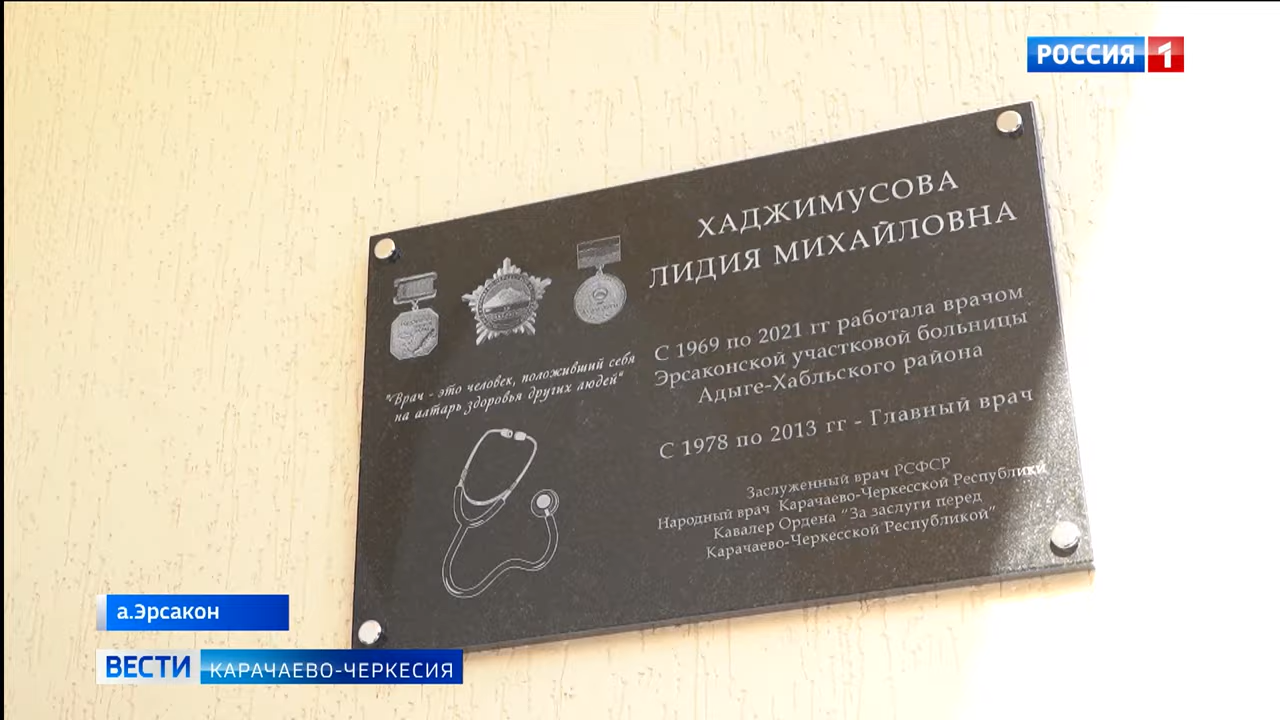 РОССИЯ 1
ХАДЖИМУСОВА
ЛИДИЯ МИХАЙЛОВНА
С 1969 по 2021 гг работала врачом
Эрсаконской участковой больницы
Адыге-Хабльского района
С 1978 по 2013 гг - Главный врач
Заслуженный врач РСФСР
Народный врач Карачаево-Черкесской Республики
Кавалер Ордена "За заслуги перед
Карачаево-Черкесской Республикой"
"Врач - это человек, положивший себя
на алтарь здоровья других людей"
а.Эрсакон
ВЕСТИ КАРАЧАЕВО-ЧЕРКЕСИЯ